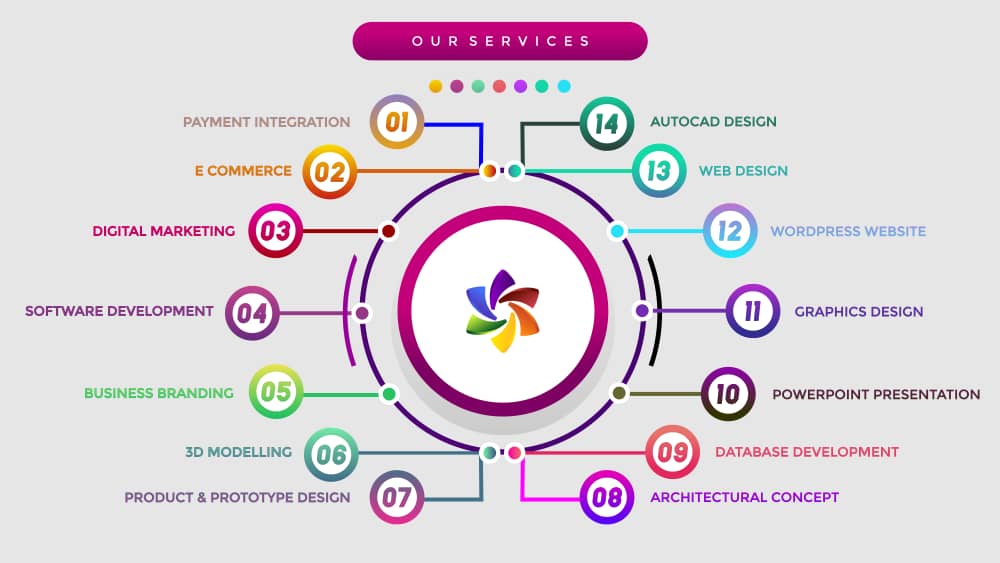 OUR SERVICES
PAYMENT INTEGRATION 01
E COMMERCE 02
DIGITAL MARKETING 03
SOFTWARE DEVELOPMENT 04
BUSINESS BRANDING 05
3D MODELLING 06
PRODUCT & PROTOTYPE DESIGN 07
14 AUTOCAD DESIGN
13 WEB DESIGN
12 WORDPRESS WEBSITE
11 GRAPHICS DESIGN
10 POWERPOINT PRESENTATION
09 DATABASE DEVELOPMENT
08 ARCHITECTURAL CONCEPT